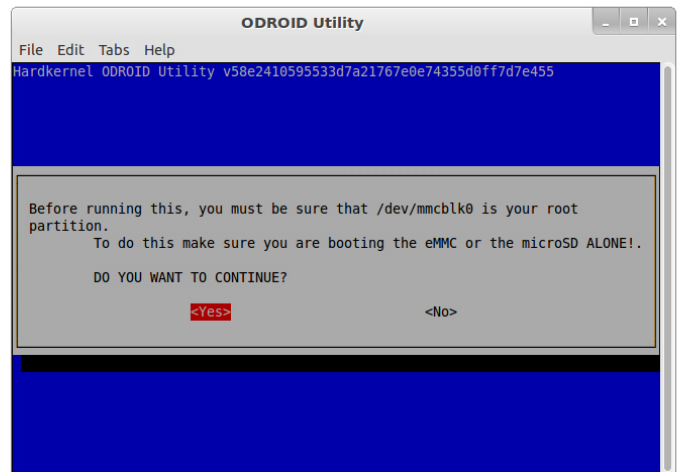 ODROID Utility
File Edit Tabs Help
Hardkernel ODROID Utility v58e2410595533d7a21767e0e74355d0ff7d7e455
Before running this, you must be sure that /dev/mmcblk0 is your root
partition.
To do this make sure you are booting the eMMC or the microSD ALONE!.
DO YOU WANT TO CONTINUE?
<Yes> <No>